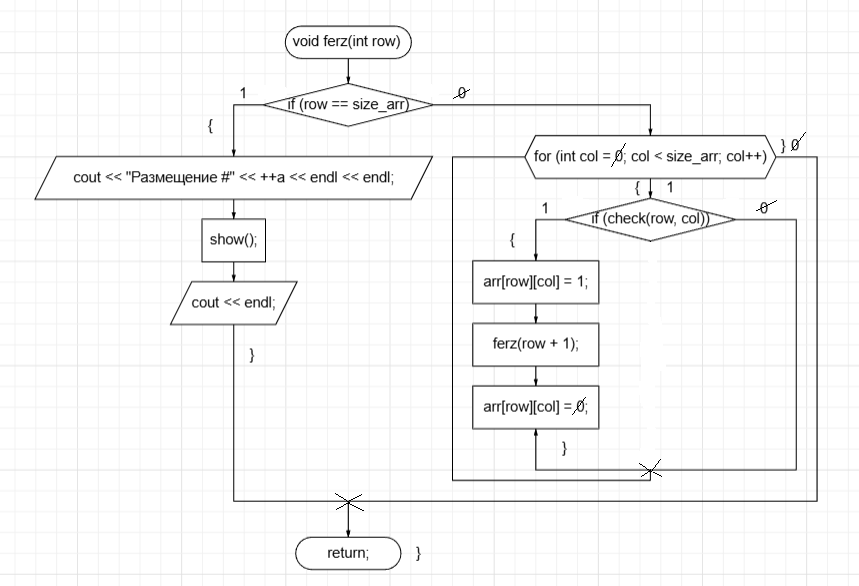 void ferz(int row)
1
if (row == size_arr)
0
{
cout << "Размещение #" << ++a << endl << endl;
show();
cout << endl;
}
for (int col = 0; col < size_arr; col++)
} 0
{ 1
1
if (check(row, col))
0
{
arr[row][col] = 1;
ferz(row + 1);
arr[row][col] = 0;
}
return;
}